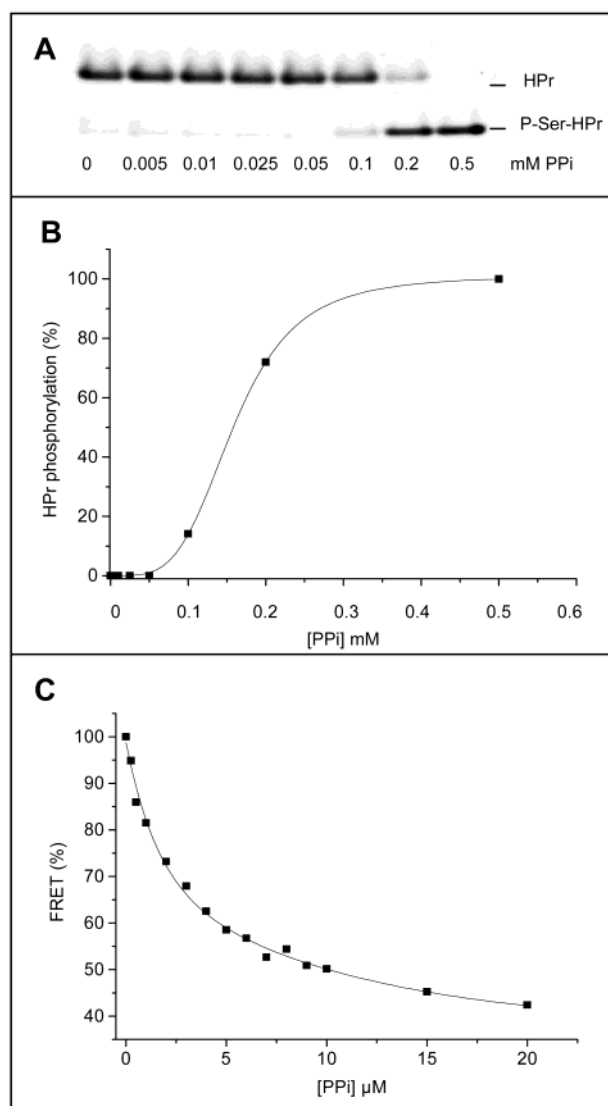 A
HPr
P-Ser-HPr
0 0.005 0.01 0.025 0.05 0.1 0.2 0.5 mM PPi
B
100
80
60
40
20
0
HPr phosphorylation (%)
0 0.1 0.2 0.3 0.4 0.5 0.6
[PPi] mM
C
100
90
80
70
60
50
40
FRET (%)
0 5 10 15 20
[PPi] µM